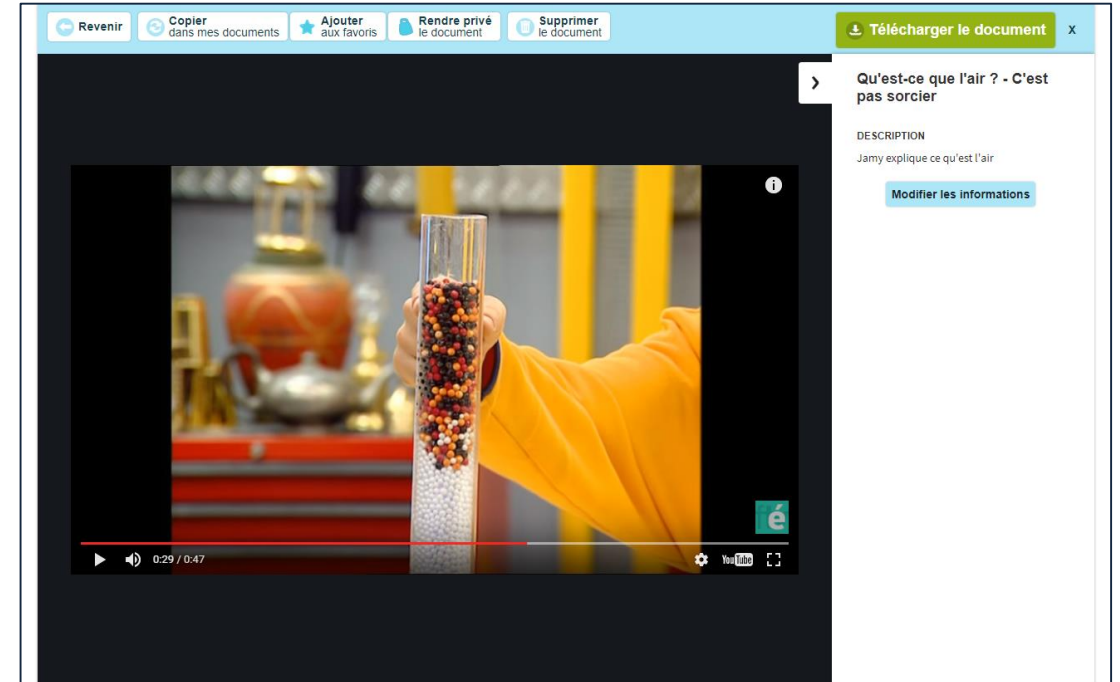 Revenir
Copier
dans mes documents
Ajouter
aux favoris
Rendre privé
le document
Supprimer
le document
Télécharger le document
x
Qu'est-ce que l'air ? - C'est
pas sorcier
DESCRIPTION
Jamy explique ce qu'est l'air
Modifier les informations
i
fé
0:29 / 0:47
YouTube